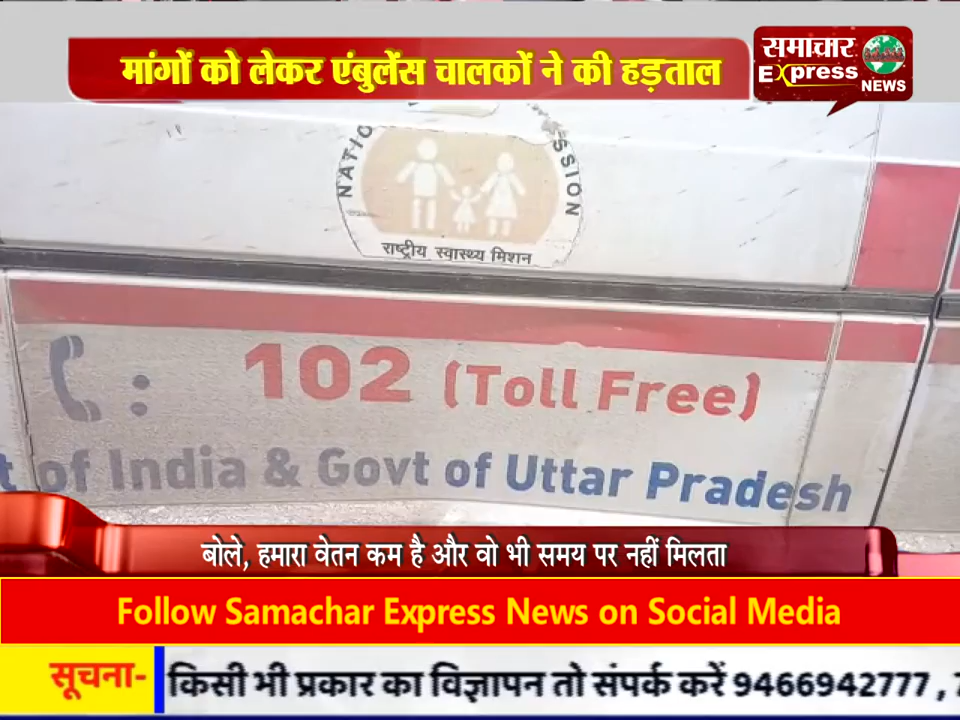 मांगों को लेकर एंबुलेंस चालकों ने की हड़ताल
समाचार
Express
NEWS
राष्ट्रीय स्वास्थ्य मिशन
: 102 (Toll Free)
of India & Govt of Uttar Pradesh
बोले, हमारा वेतन कम है और वो भी समय पर नहीं मिलता
Follow Samachar Express News on Social Media
सूचना- किसी भी प्रकार का विज्ञापन तो संपर्क करें 9466942777 ,